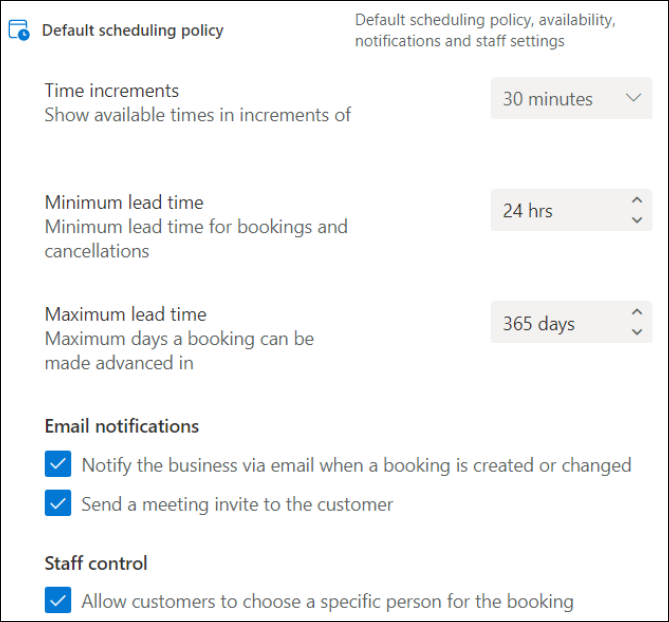 Default scheduling policy
Default scheduling policy, availability,
notifications and staff settings
Time increments
Show available times in increments of
30 minutes
Minimum lead time
Minimum lead time for bookings and
cancellations
24 hrs
Maximum lead time
Maximum days a booking can be
made advanced in
365 days
Email notifications
Notify the business via email when a booking is created or changed
Send a meeting invite to the customer
Staff control
Allow customers to choose a specific person for the booking